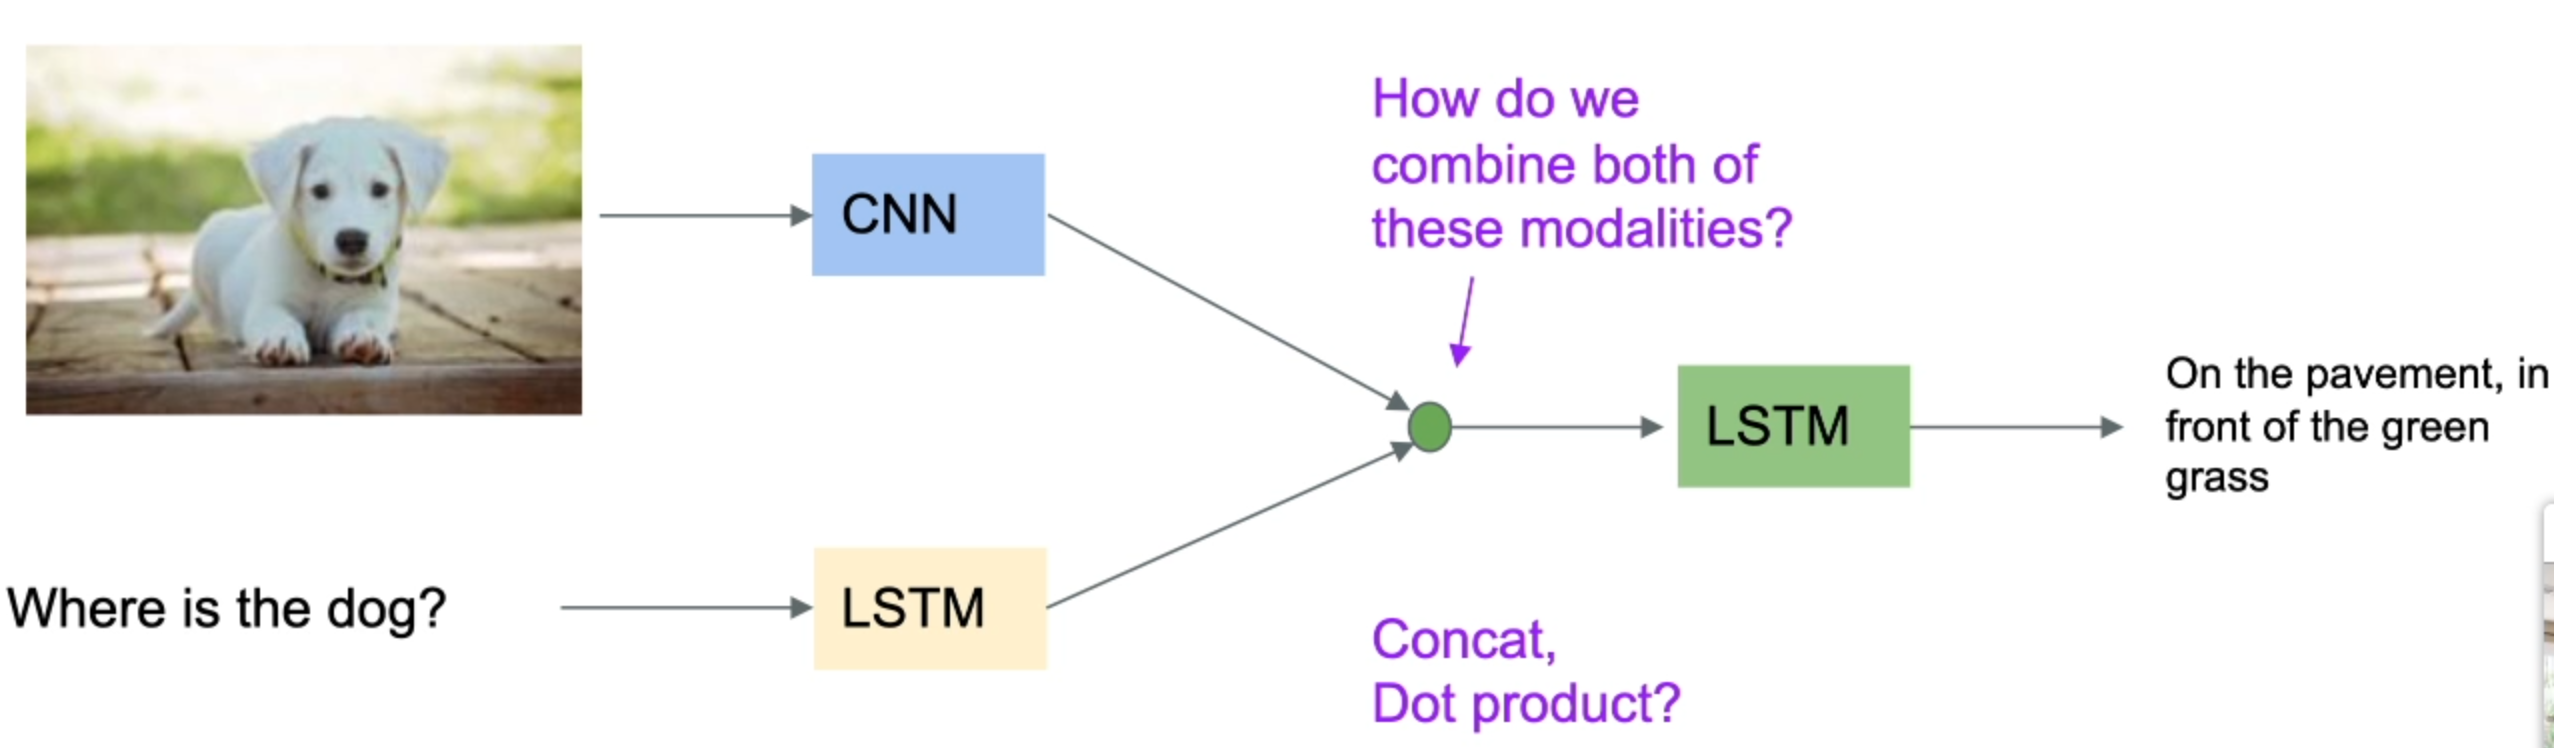 How do we
combine both of
these modalities?
CNN
LSTM
On the pavement, in
front of the green
grass
Where is the dog?
LSTM
Concat,
Dot product?